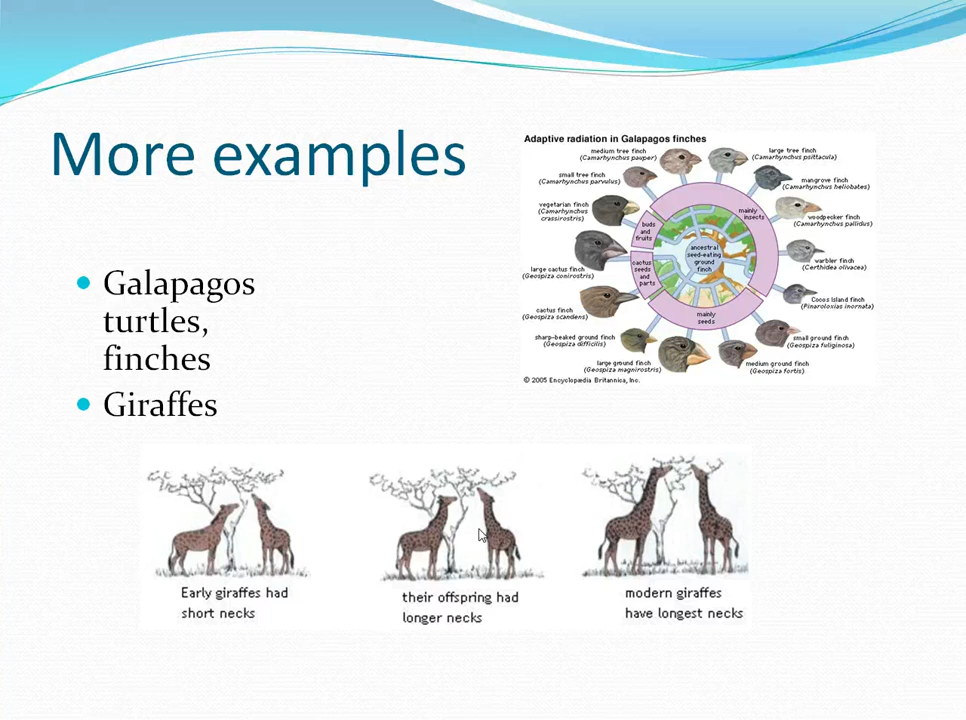 More examples
Galapagos
turtles,
finches
Giraffes
Adaptive radiation in Galapagos finches
medium tree finch
(Camarhynchus pauper)
large tree finch
(Camarhynchus psittacula)
small tree finch
(Camarhynchus parvulus)
mangrove finch
(Camarhynchus heliobates)
vegetarian finch
(Camarhynchus
crassirostris)
woodpecker finch
(Camarhynchus pallidus)
large cactus finch
(Geospiza conirostris)
warbler finch
(Certhidea olivacea)
cactus finch
(Geospiza scandens)
Cocos Island finch
(Pinaroloxias inornata)
sharp-beaked ground finch
(Geospiza difficilis)
small ground finch
(Geospiza fuliginosa)
large ground finch
(Geospiza magnirostris)
medium ground finch
(Geospiza fortis)
buds
and
fruits
mainly
insects
cactus
seeds
and
parts
ancestral
seed-eating
ground
finch
mainly
seeds
© 2005 Encyclopædia Britannica, Inc.
Early giraffes had
short necks
their offspring had
longer necks
modern giraffes
have longest necks